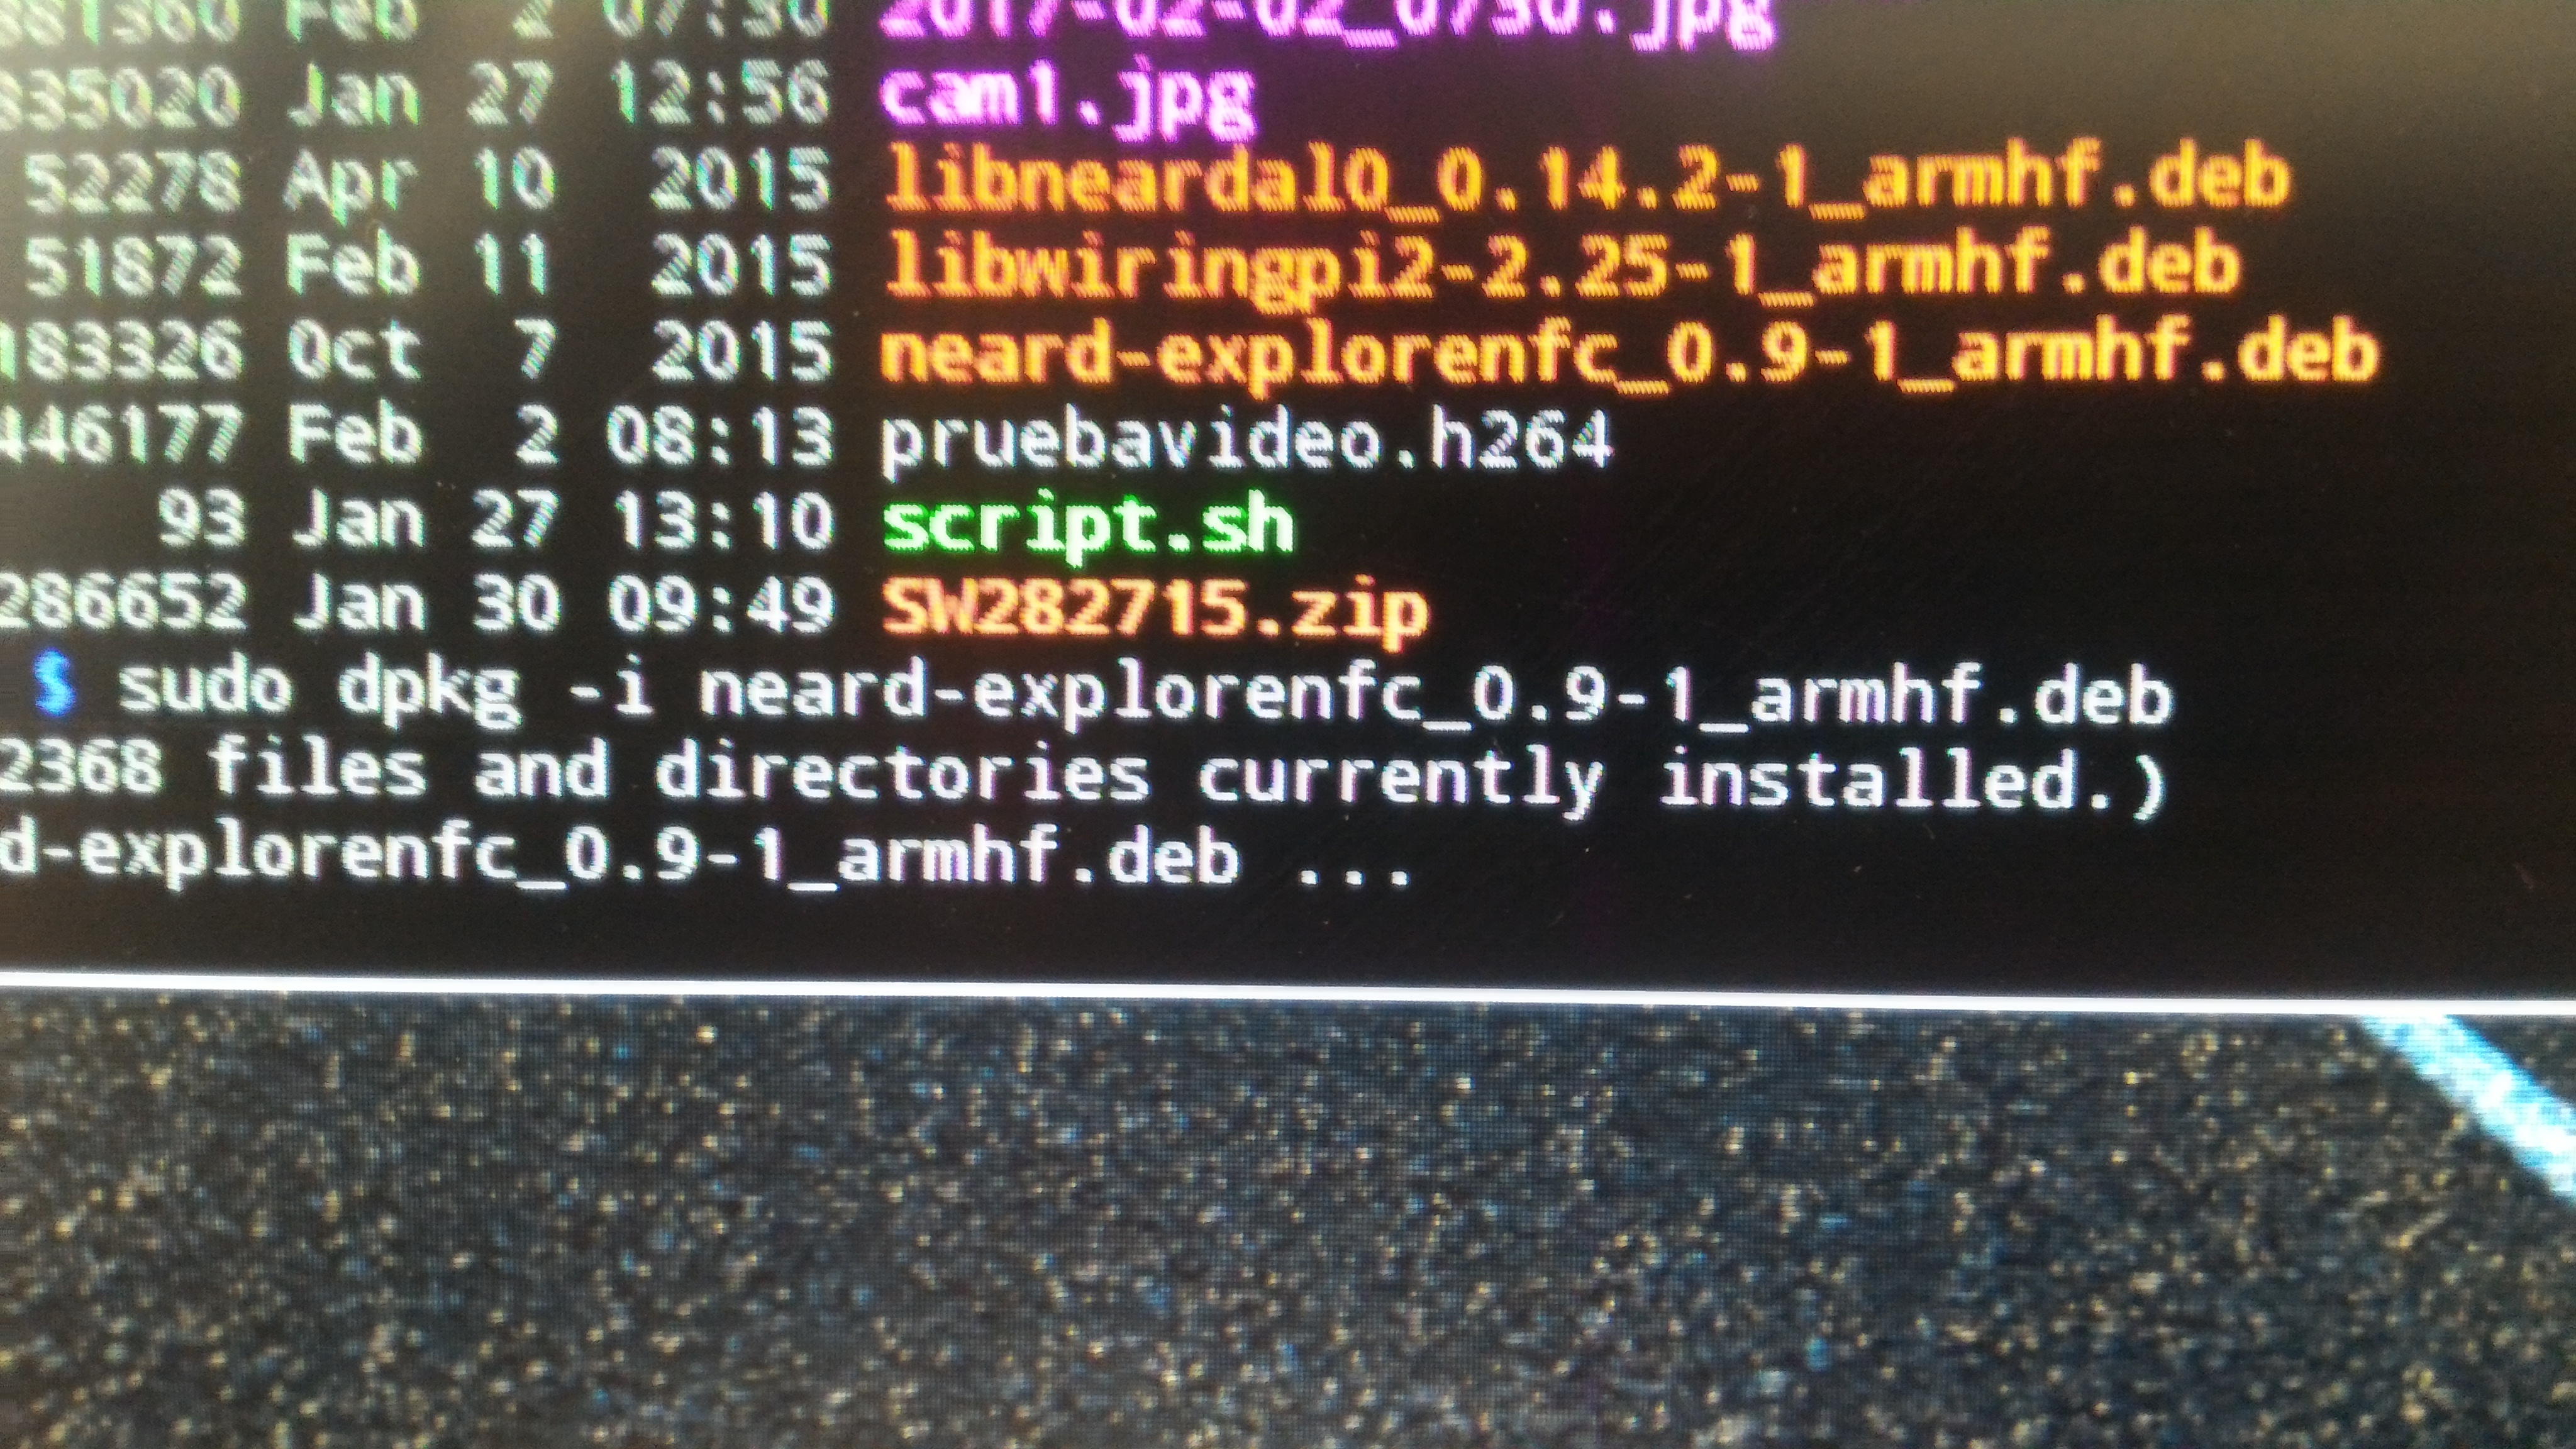 381360 Feb 2 07:30 2017-02-02_0730.jpg
335020 Jan 27 12:56 cam1.jpg
52278 Apr 10 2015 libneardal0_0.14.2-1_armhf.deb
51872 Feb 11 2015 libwiringpi2-2.25-1_armhf.deb
183326 Oct 7 2015 neard-explorenfc_0.9-1_armhf.deb
446177 Feb 2 08:13 pruebavideo.h264
93 Jan 27 13:10 script.sh
286652 Jan 30 09:49 SW282715.zip
$ sudo dpkg -i neard-explorenfc_0.9-1_armhf.deb
2368 files and directories currently installed.)
d-explorenfc_0.9-1_armhf.deb ...